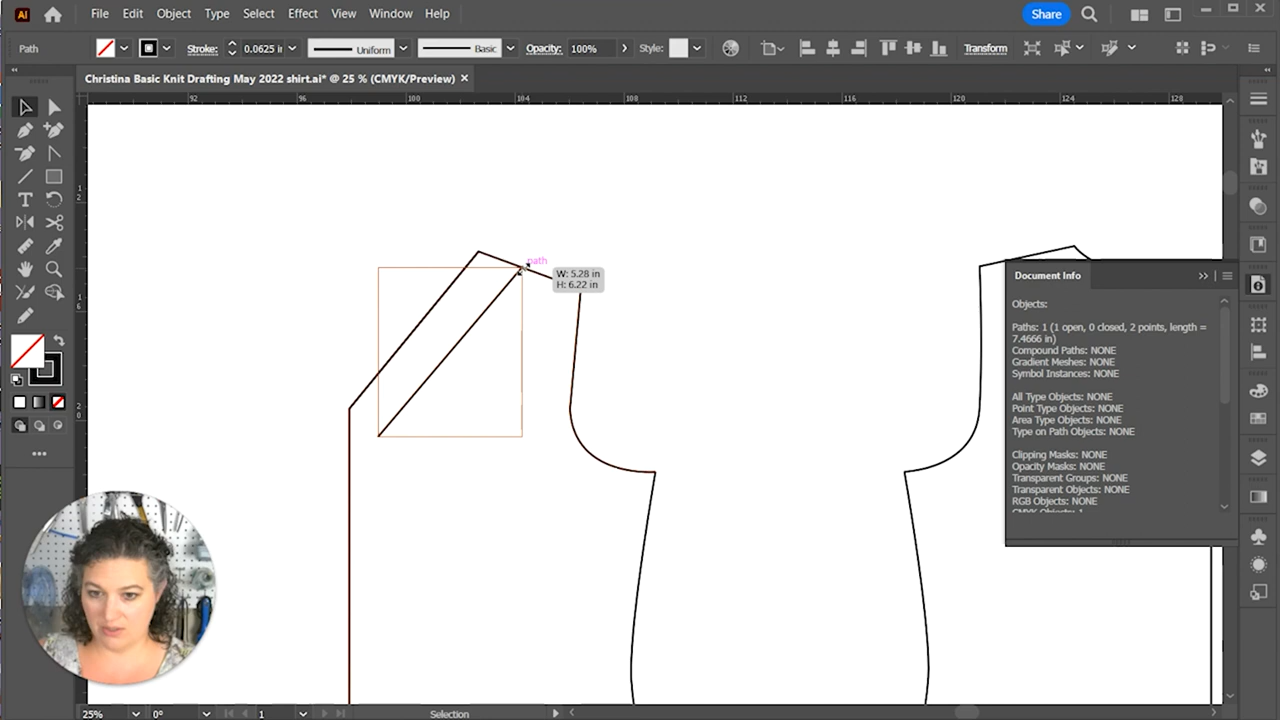 Ai File Edit Object Type Select Effect View Window Help Share
Path Stroke: 0.0625 i Uniform Basic Opacity: 100% Style: Transform
Christina Basic Knit Drafting May 2022 shirt.ai* @ 25 % (CMYK/Preview)
92 96 100 104 108 112 116 120 124 128
path
W: 5.28 in
H: 6.22 in
Document Info
Objects:
Paths: 1 (1 open, 0 closed, 2 points, length =
7.4666 in)
Compound Paths: NONE
Gradient Meshes: NONE
Symbol Instances: NONE
All Type Objects: NONE
Point Type Objects: NONE
Area Type Objects: NONE
Type on Path Objects: NONE
Clipping Masks: NONE
Opacity Masks: NONE
Transparent Groups: NONE
Transparent Objects: NONE
RGB Objects: NONE
CMYK Objects: 1
25% 0° 1 Selection